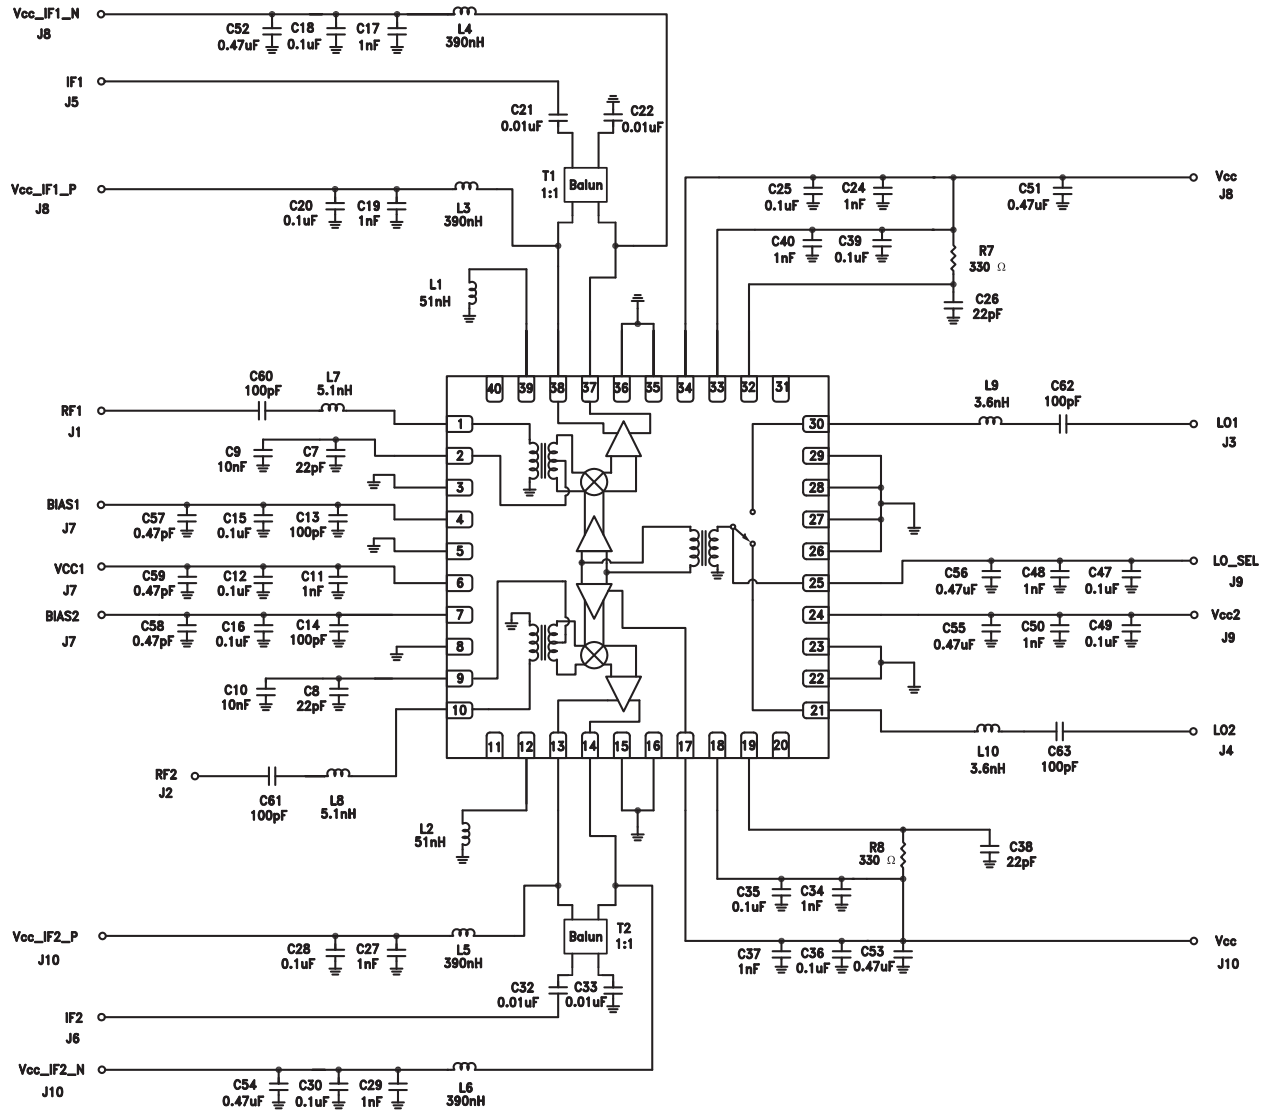 Vcc_IF1_N
J8
C52
0.47uF
C18
0.1uF
C17
1nF
L4
390nH
IF1
J5
C21
0.01uF
C22
0.01uF
T1
1:1
Balun
Vcc_IF1_P
J8
C20
0.1uF
C19
1nF
L3
390nH
C25
0.1uF
C24
1nF
C51
0.47uF
Vcc
J8
C40
1nF
C39
0.1uF
R7
330 Ω
C26
22pF
L1
51nH
40
39
38
37
36
35
34
33
32
31
C60
100pF
L7
5.1nH
RF1
J1
C9
10nF
C7
22pF
BIAS1
J7
C57
0.47pF
C15
0.1uF
C13
100pF
VCC1
J7
C59
0.47pF
C12
0.1uF
C11
1nF
BIAS2
J7
C58
0.47pF
C16
0.1uF
C14
100pF
C10
10nF
C8
22pF
RF2
J2
C61
100pF
L8
5.1nH
1
2
3
4
5
6
7
8
9
10
30
29
28
27
26
25
24
23
22
21
L9
3.6nH
C62
100pF
LO1
J3
LO_SEL
J9
C56
0.47uF
C48
1nF
C47
0.1uF
Vcc2
J9
C55
0.47uF
C50
1nF
C49
0.1uF
LO2
J4
L10
3.6nH
C63
100pF
11
12
13
14
15
16
17
18
19
20
L2
51nH
R8
330 Ω
C38
22pF
C35
0.1uF
C34
1nF
C37
1nF
C36
0.1uF
C53
0.47uF
Vcc
J10
Vcc_IF2_P
J10
C28
0.1uF
C27
1nF
L5
390nH
Balun
T2
1:1
C32
0.01uF
C33
0.01uF
IF2
J6
Vcc_IF2_N
J10
C54
0.47uF
C30
0.1uF
C29
1nF
L6
390nH